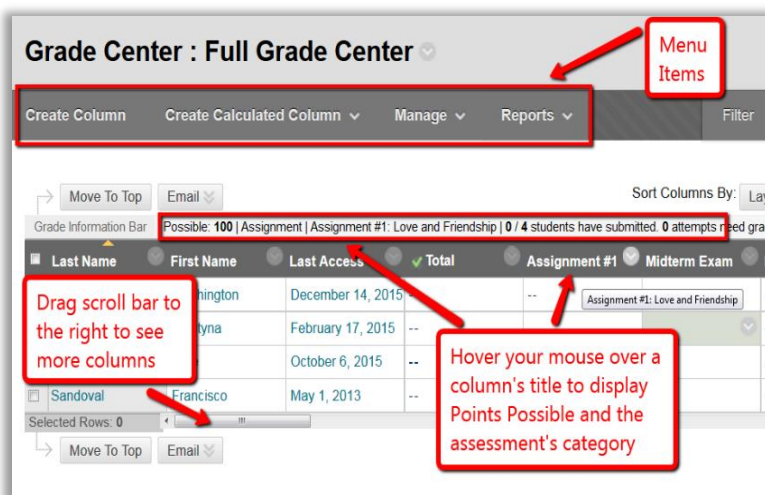 Grade Center : Full Grade Center
Menu
Items
Create Column Create Calculated Column Manage Reports Filter
Move To Top Email Sort Columns By:
Grade Information Bar Possible: 100 | Assignment | Assignment #1: Love and Friendship | 0 / 4 students have submitted. 0 attempts need
Last Name First Name Last Access Total Assignment #1 Midterm Exam
December 14, 2015 -- -- Assignment #1: Love and Friendship
February 17, 2015 --
October 6, 2015 --
Sandoval Francisco May 1, 2013 --
Drag scroll bar to
the right to see
more columns
Hover your mouse over a
column's title to display
Points Possible and the
assessment's category
Selected Rows: 0
Move To Top Email